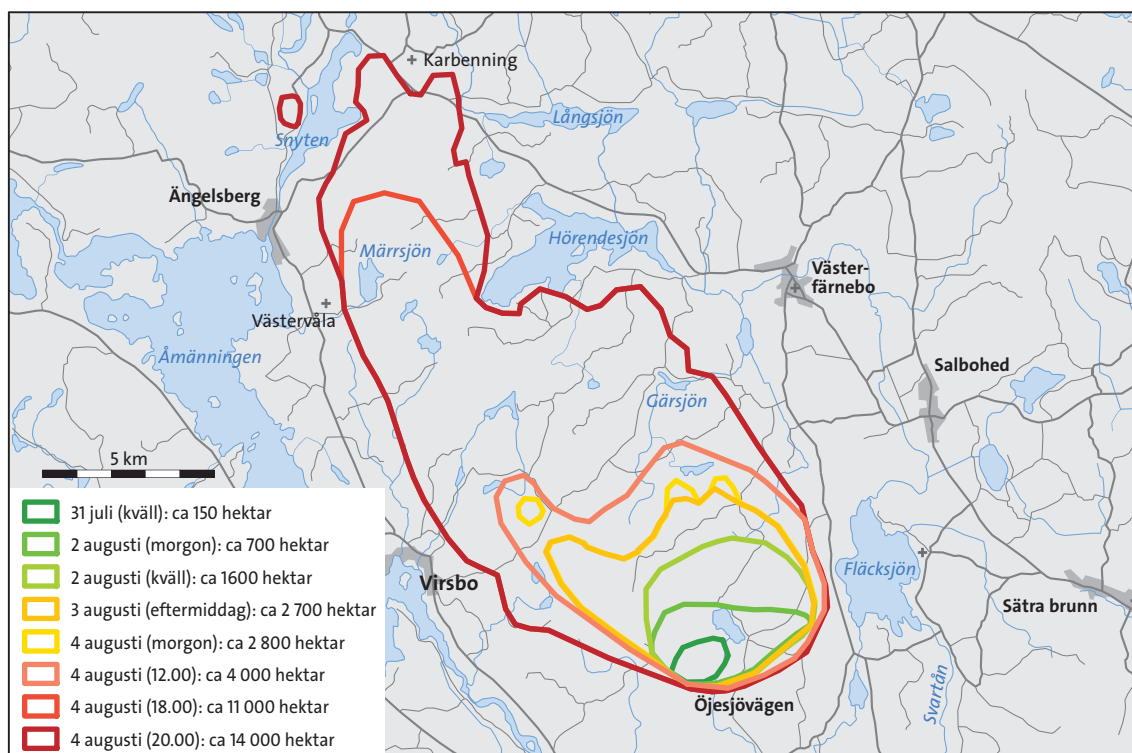 Karbenning
Långsjön
Snyten
Ängelsberg
Hörendesjön
Märrsjön
Väster-
färnebo
Västervåla
Åmänningen
Salbohed
Gärsjön
5 km
31 juli (kväll): ca 150 hektar
2 augusti (morgon): ca 700 hektar
2 augusti (kväll): ca 1600 hektar
3 augusti (eftermiddag): ca 2 700 hektar
4 augusti (morgon): ca 2 800 hektar
4 augusti (12.00): ca 4 000 hektar
4 augusti (18.00): ca 11 000 hektar
4 augusti (20.00): ca 14 000 hektar
Virsbo
Fläcksjön
Sätra brunn
Svartån
Öjesjövägen